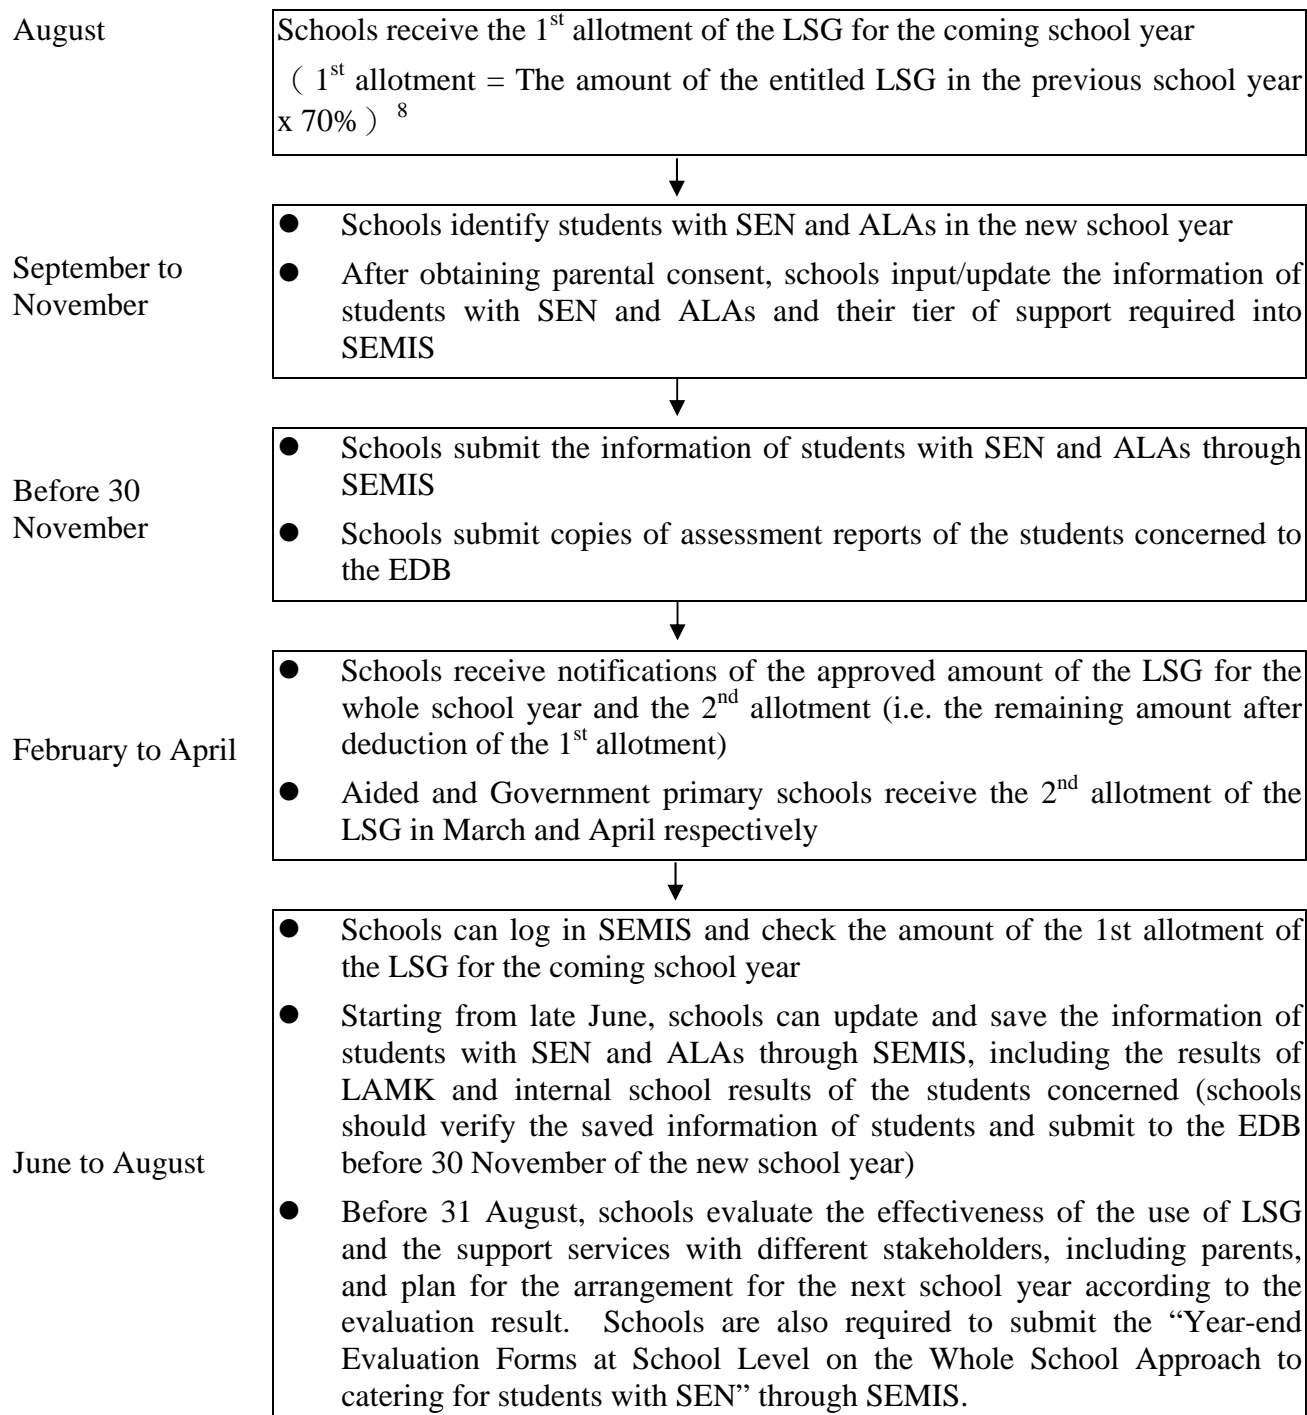 August
Schools receive the 1st allotment of the LSG for the coming school year
（ 1st allotment = The amount of the entitled LSG in the previous school year
x 70% ） 8
September to
November
● Schools identify students with SEN and ALAs in the new school year
● After obtaining parental consent, schools input/update the information of
students with SEN and ALAs and their tier of support required into
SEMIS
Before 30
November
● Schools submit the information of students with SEN and ALAs through
SEMIS
● Schools submit copies of assessment reports of the students concerned to
the EDB
February to April
● Schools receive notifications of the approved amount of the LSG for the
whole school year and the 2nd allotment (i.e. the remaining amount after
deduction of the 1st allotment)
● Aided and Government primary schools receive the 2nd allotment of the
LSG in March and April respectively
June to August
● Schools can log in SEMIS and check the amount of the 1st allotment of
the LSG for the coming school year
● Starting from late June, schools can update and save the information of
students with SEN and ALAs through SEMIS, including the results of
LAMK and internal school results of the students concerned (schools
should verify the saved information of students and submit to the EDB
before 30 November of the new school year)
● Before 31 August, schools evaluate the effectiveness of the use of LSG
and the support services with different stakeholders, including parents,
and plan for the arrangement for the next school year according to the
evaluation result. Schools are also required to submit the “Year-end
Evaluation Forms at School Level on the Whole School Approach to
catering for students with SEN” through SEMIS.